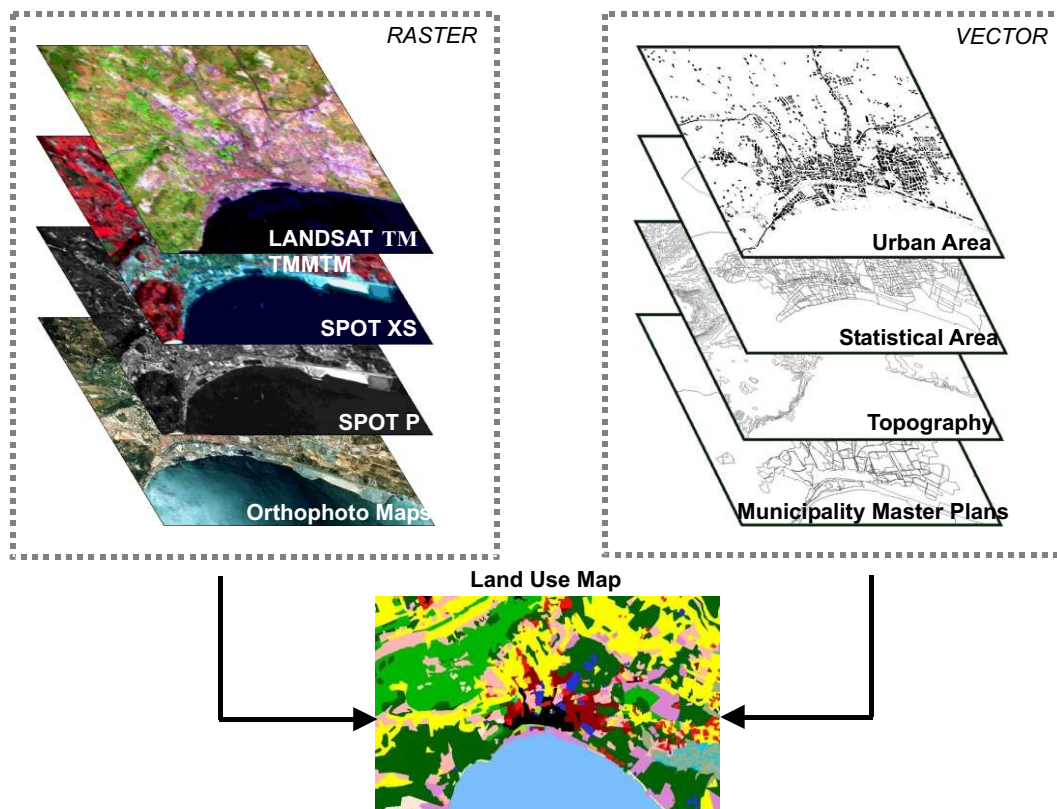 RASTER
LANDSAT TM
TMMTM
SPOT XS
SPOT P
Orthophoto Maps
VECTOR
Urban Area
Statistical Area
Topography
Municipality Master Plans
Land Use Map